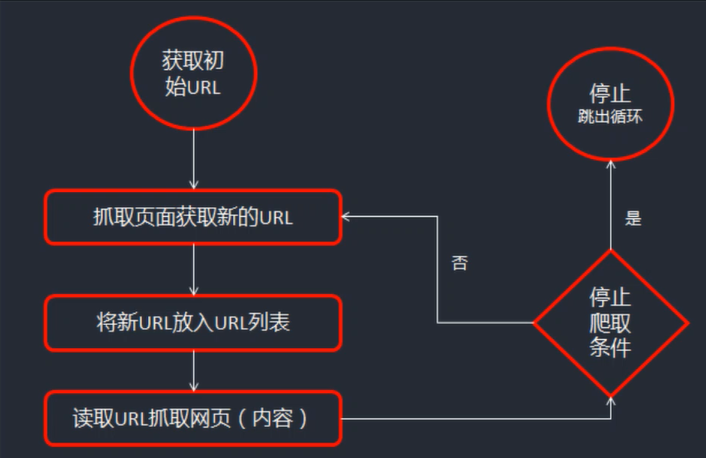 获取初
始URL
抓取页面获取新的URL
将新URL放入URL列表
读取URL抓取网页（内容）
停止
爬取
条件
否
是
停止
跳出循环